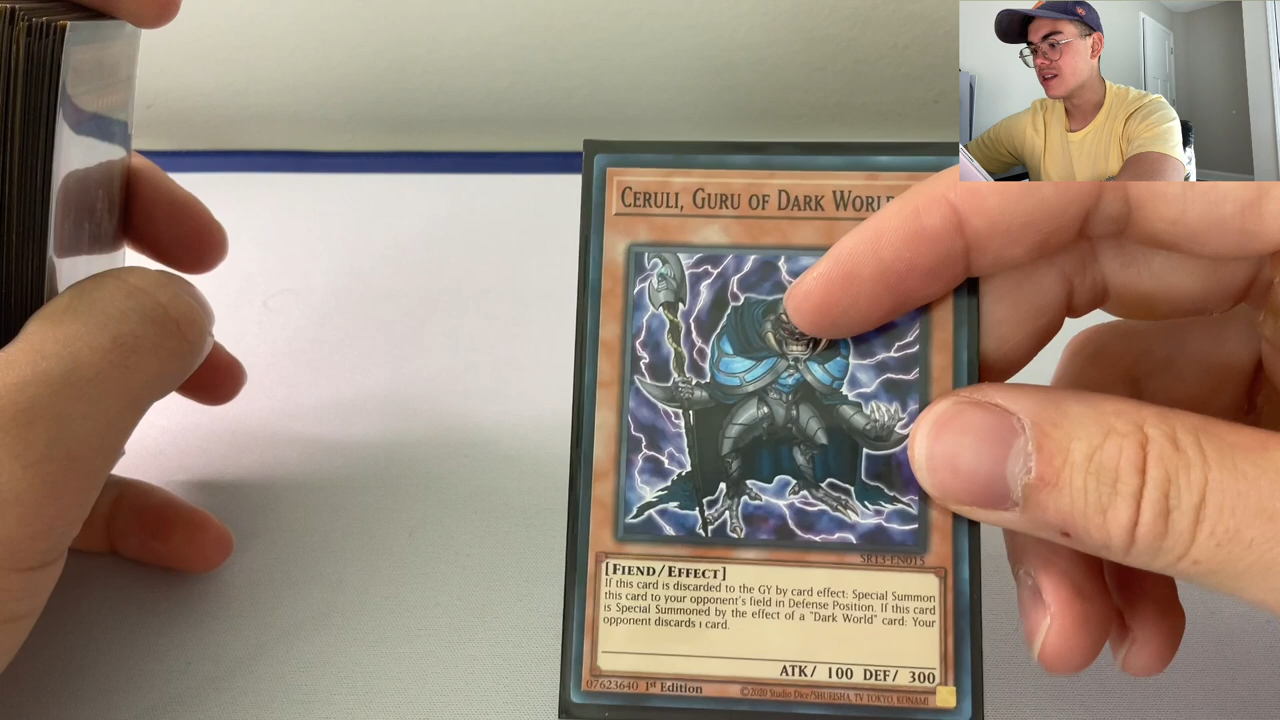 CERULI, GURU OF DARK WORL
SR13-EN015
[FIEND/EFFECT]
If this card is discarded to the GY by card effect: Special Summon
this card to your opponent's field in Defense Position. If this card
is Special Summoned by the effect of a "Dark World" card: Your
opponent discards 1 card.
ATK/ 100 DEF/ 300
07623640 1st Edition ©2020 Studio Dice/SHUEISHA, TV TOKYO, KONAMI